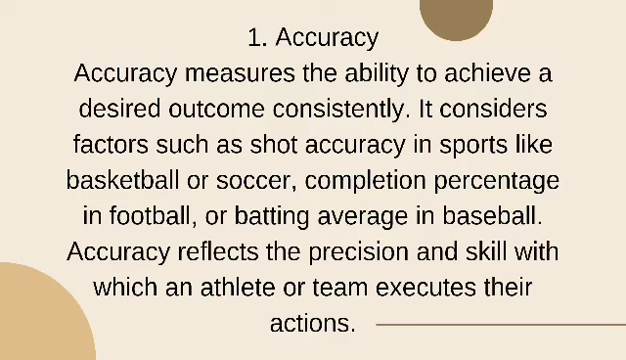 1. Accuracy
Accuracy measures the ability to achieve a
desired outcome consistently. It considers
factors such as shot accuracy in sports like
basketball or soccer, completion percentage
in football, or batting average in baseball.
Accuracy reflects the precision and skill with
which an athlete or team executes their
actions.